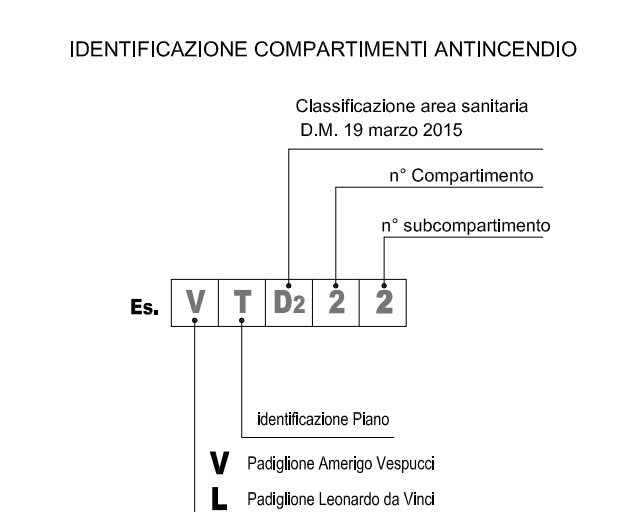 IDENTIFICAZIONE COMPARTIMENTI ANTINCENDIO
Classificazione area sanitaria
D.M. 19 marzo 2015
n° Compartimento
n° subcompartimento
Es. V T D2 2 2
identificazione Piano
V Padiglione Amerigo Vespucci
L Padiglione Leonardo da Vinci